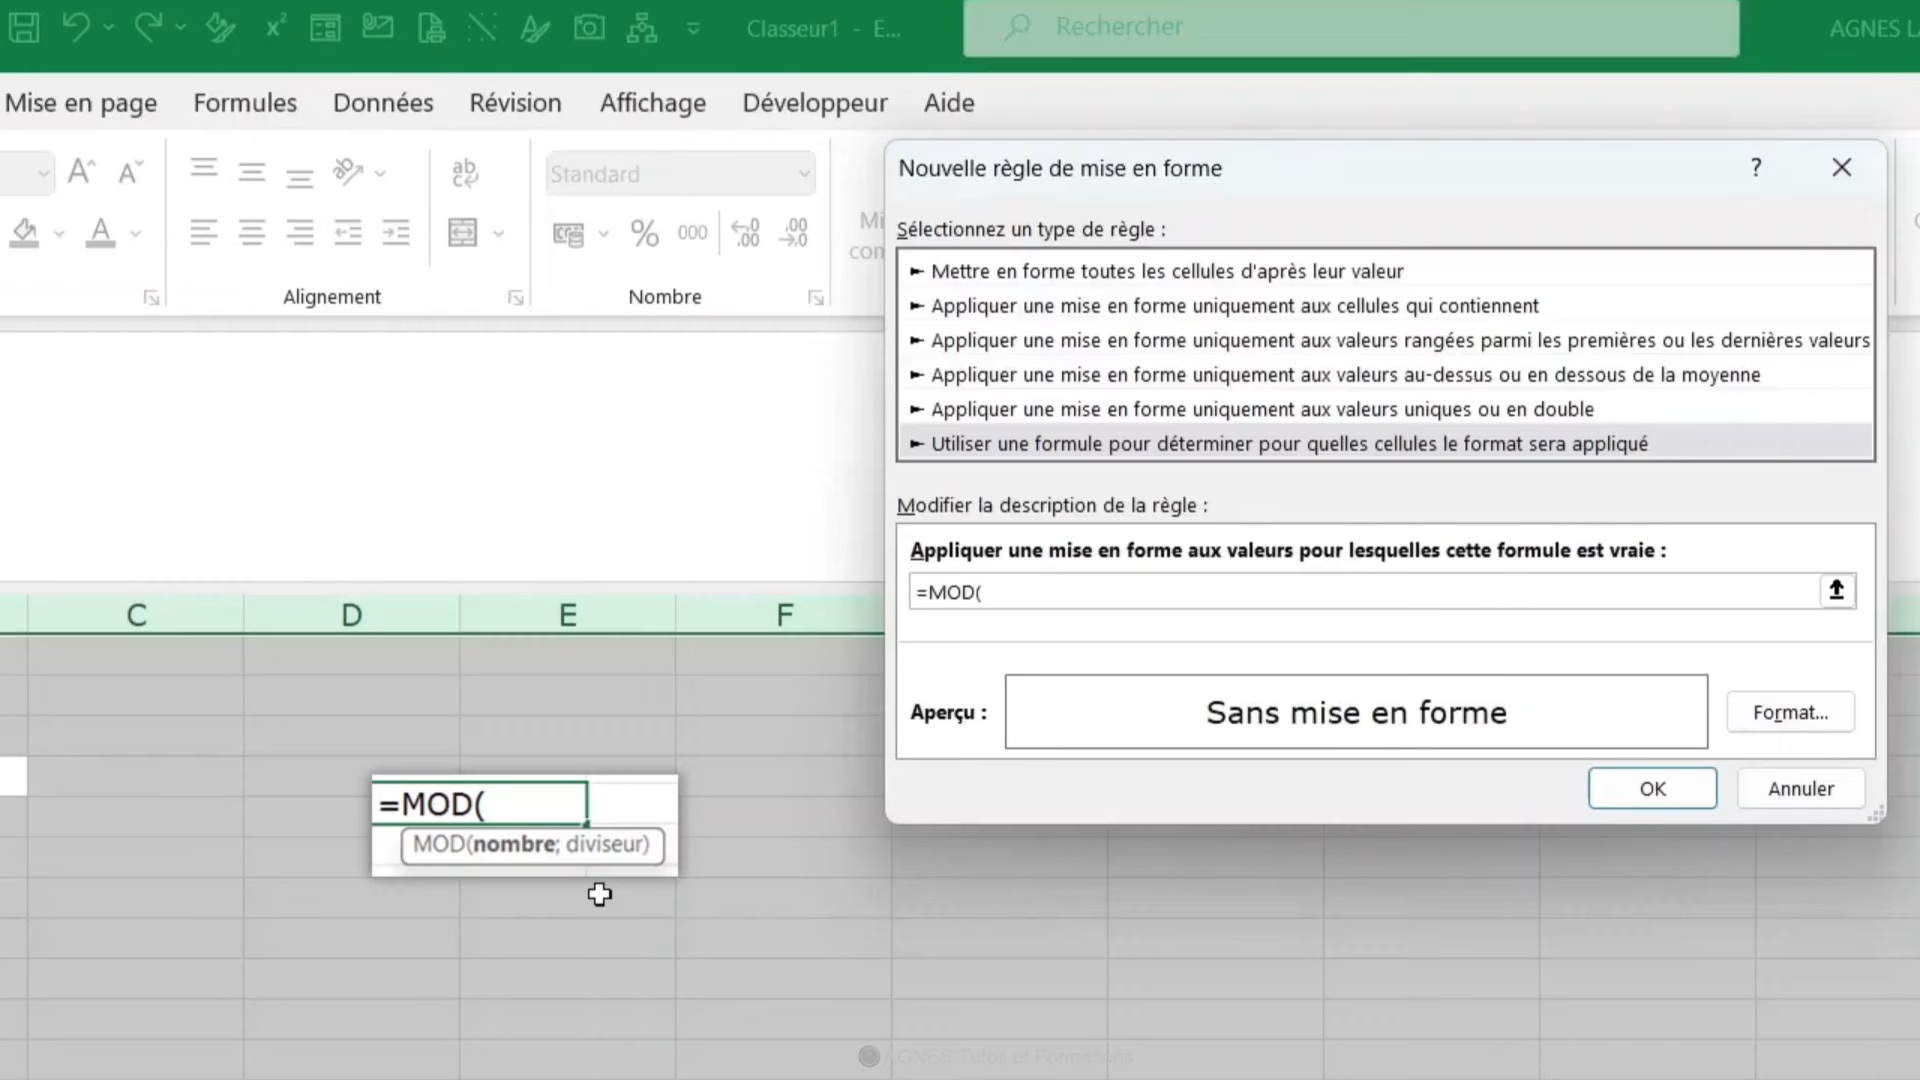 Classeur1 - E...
Rechercher
AGNES L
Mise en page Formules Données Révision Affichage Développeur Aide
Standard
Mi
con
Alignement
Nombre
Nouvelle règle de mise en forme
Sélectionnez un type de règle :
► Mettre en forme toutes les cellules d'après leur valeur
► Appliquer une mise en forme uniquement aux cellules qui contiennent
► Appliquer une mise en forme uniquement aux valeurs rangées parmi les premières ou les dernières valeurs
► Appliquer une mise en forme uniquement aux valeurs au-dessus ou en dessous de la moyenne
► Appliquer une mise en forme uniquement aux valeurs uniques ou en double
► Utiliser une formule pour déterminer pour quelles cellules le format sera appliqué
Modifier la description de la règle :
Appliquer une mise en forme aux valeurs pour lesquelles cette formule est vraie :
=MOD(
Aperçu :
Sans mise en forme
Format...
OK
Annuler
C D E F
=MOD(
MOD(nombre; diviseur)
AGNES Tutos et Formations